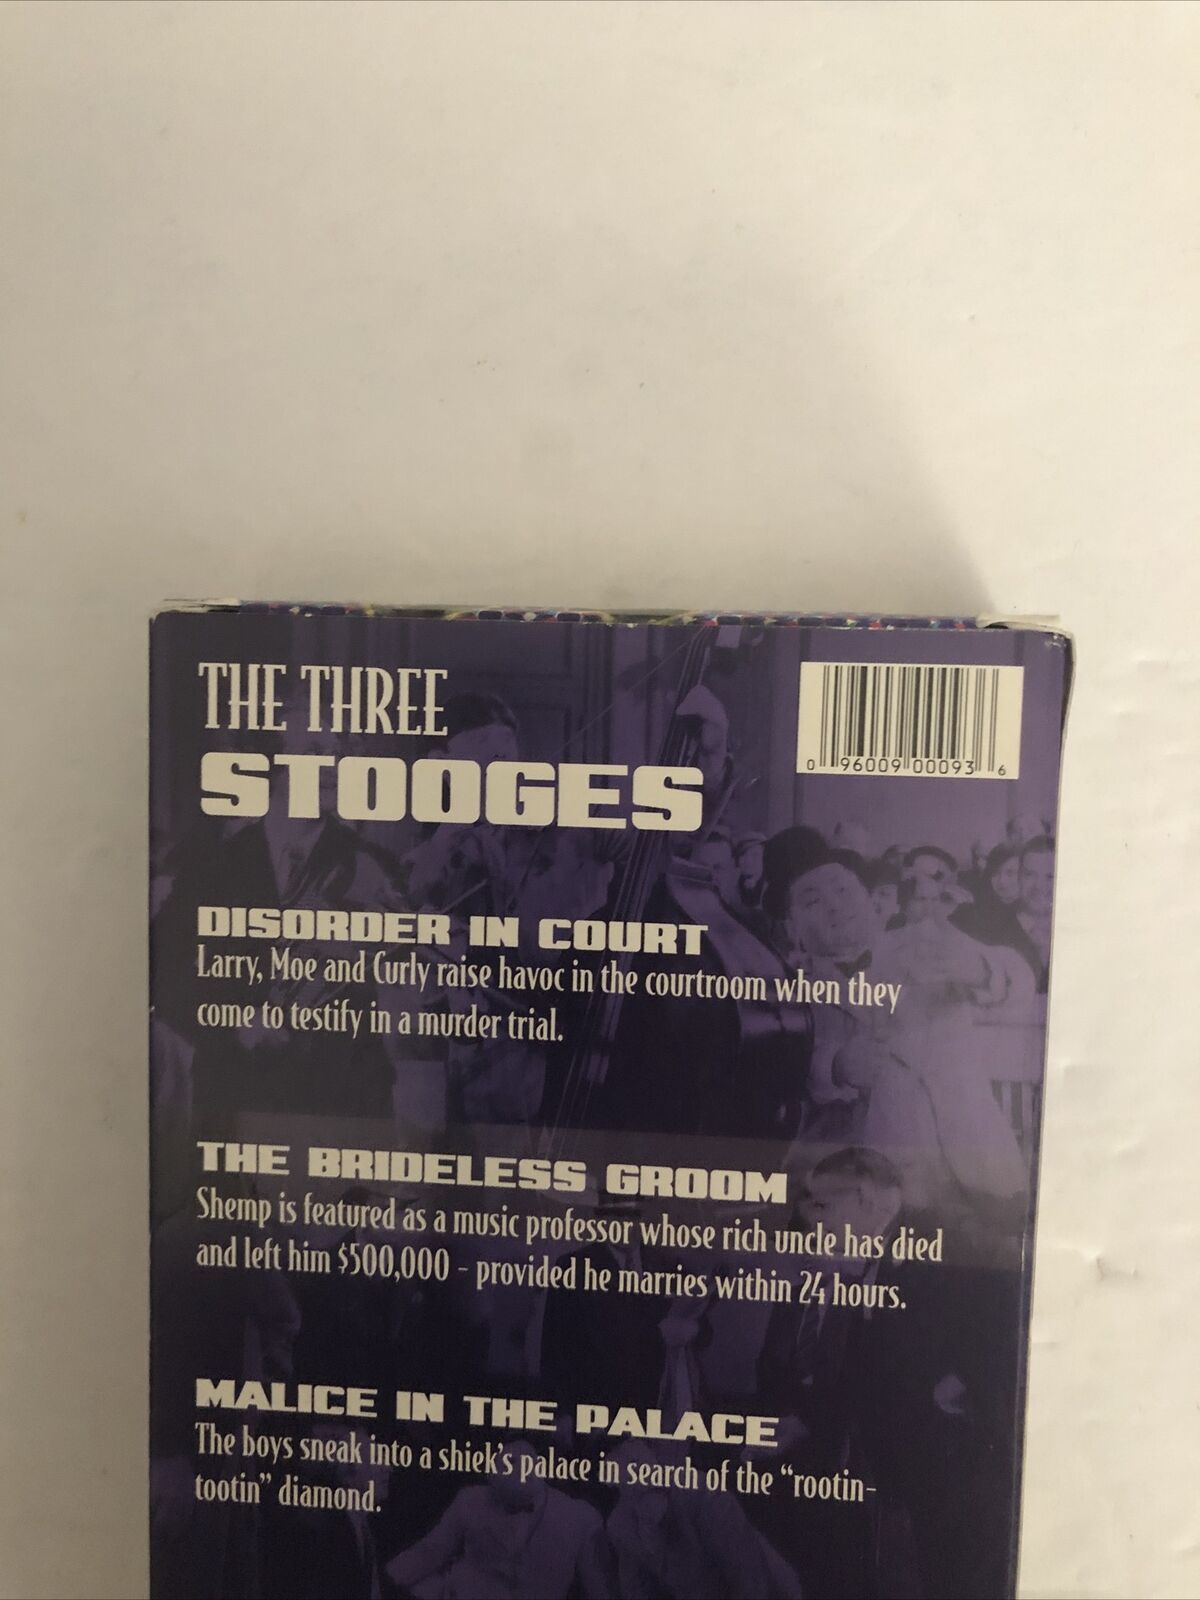 THE THREE
STOOGES
0 96009 00093 6
DISORDER IN COURT
Larry, Moe and Curly raise havoc in the courtroom when they
come to testify in a murder trial.
THE BRIDELESS GROOM
Shemp is featured as a music professor whose rich uncle has died
and left him $500,000 - provided he marries within 24 hours.
MALICE IN THE PALACE
The boys sneak into a shiek's palace in search of the “rootin-
tootin” diamond.